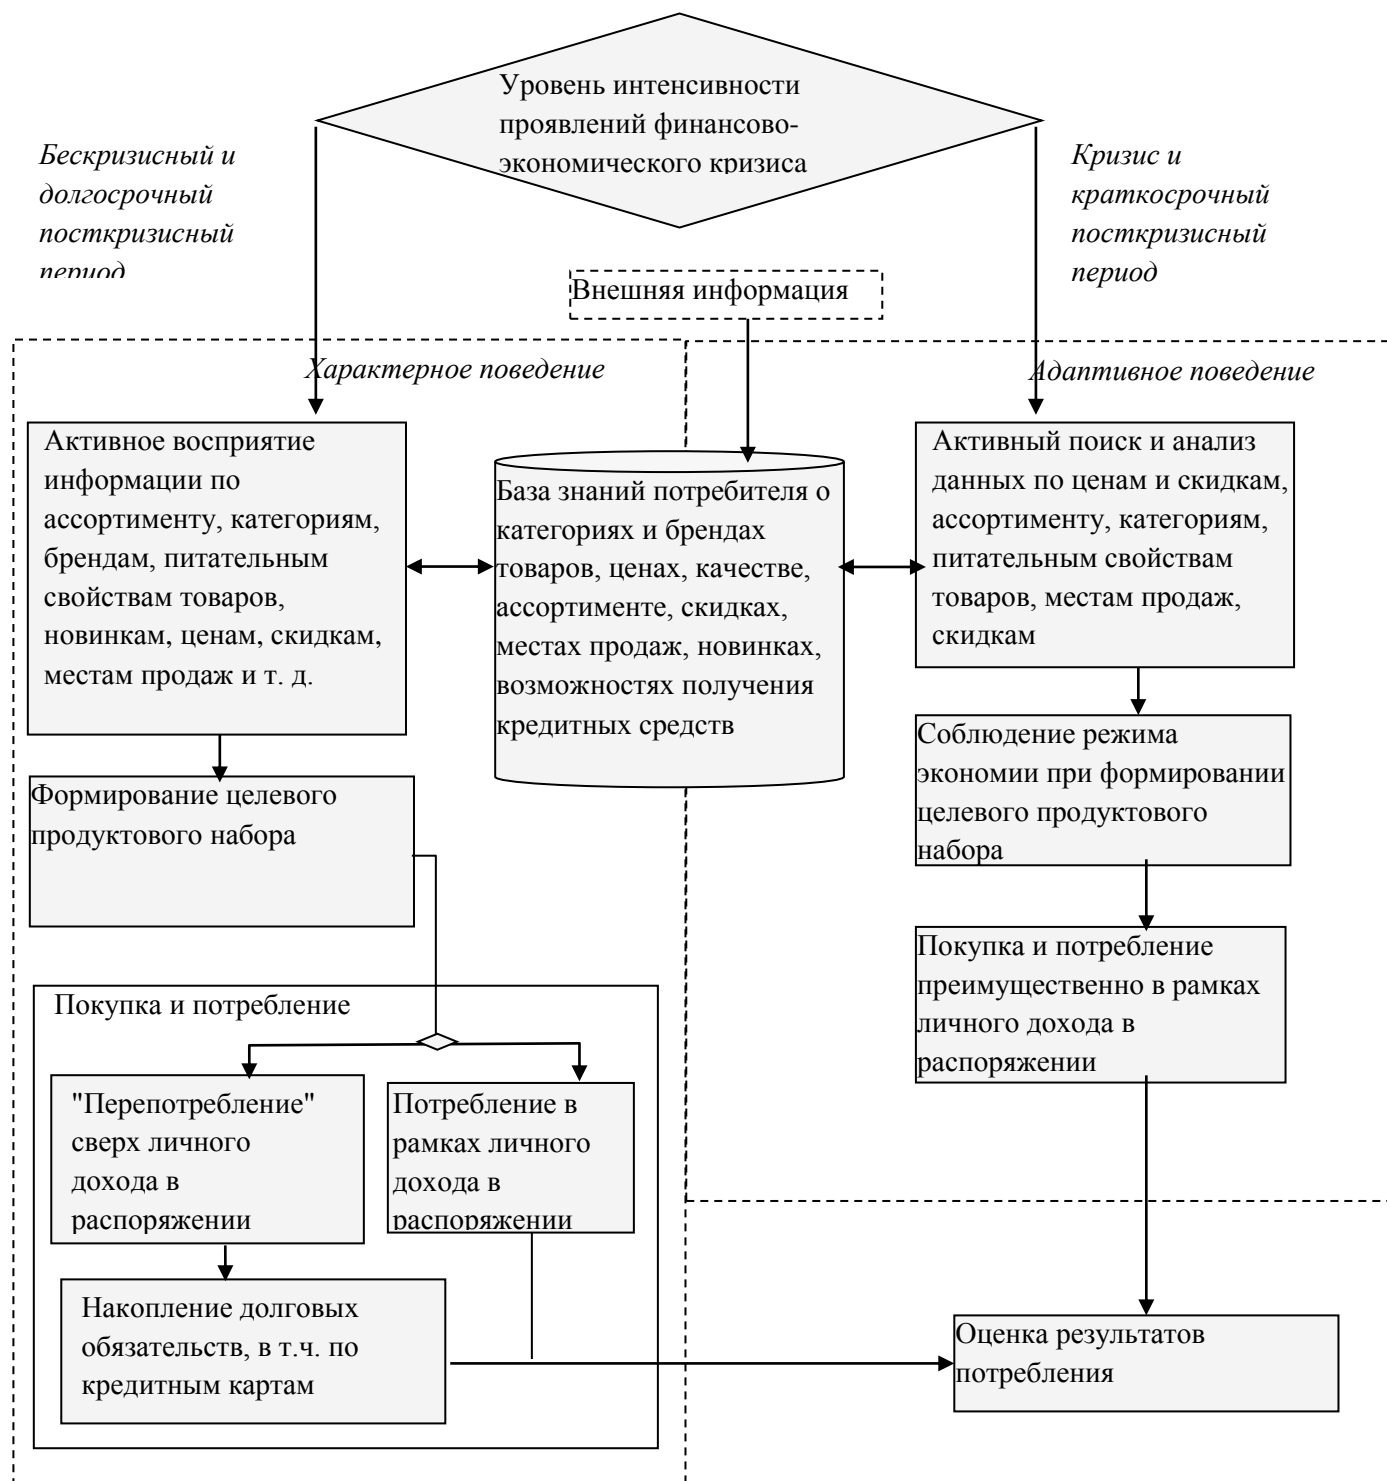 Уровень интенсивности
проявлений финансово-
экономического кризиса
Бескризисный и
долгосрочный
посткризисный
период
Кризис и
краткосрочный
посткризисный
период
Внешняя информация
Характерное поведение
Адаптивное поведение
Активное восприятие
информации по
ассортименту, категориям,
брендам, питательным
свойствам товаров,
новинкам, ценам, скидкам,
местам продаж и т. д.
База знаний потребителя о
категориях и брендах
товаров, ценах, качестве,
ассортименте, скидках,
местах продаж, новинках,
возможностях получения
кредитных средств
Активный поиск и анализ
данных по ценам и скидкам,
ассортименту, категориям,
питательным свойствам
товаров, местам продаж,
скидкам
Формирование целевого
продуктового набора
Соблюдение режима
экономии при формировании
целевого продуктового
набора
Покупка и потребление
преимущественно в рамках
личного дохода в
распоряжении
Покупка и потребление
"Перепотребление"
сверх личного
дохода в
распоряжении
Потребление в
рамках личного
дохода в
распоряжении
Накопление долговых
обязательств, в т.ч. по
кредитным картам
Оценка результатов
потребления